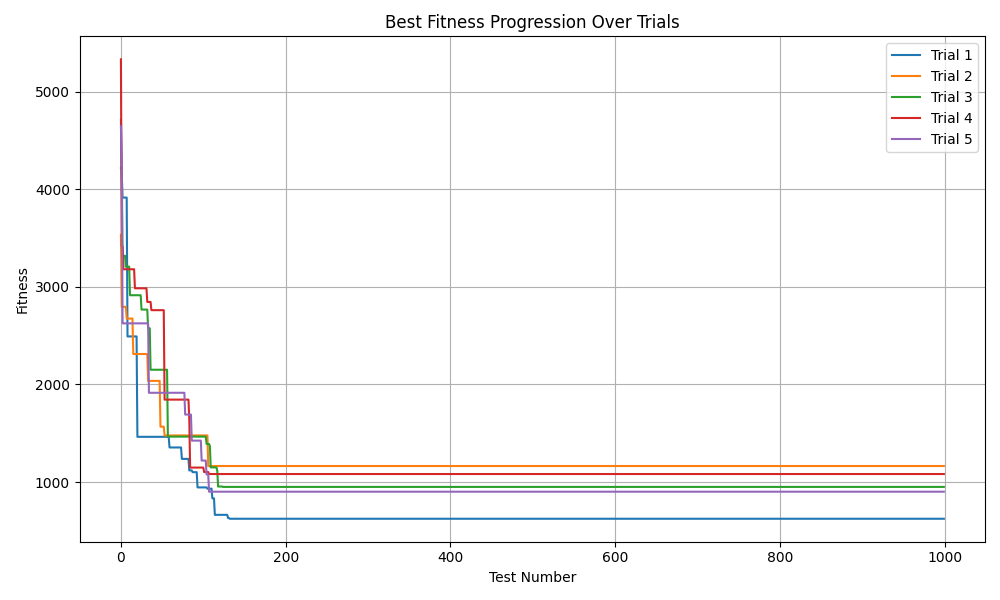 Best Fitness Progression Over Trials
Trial 1
Trial 2
Trial 3
Trial 4
Trial 5
5000
4000
3000
2000
1000
Fitness
0
200
400
600
800
1000
Test Number